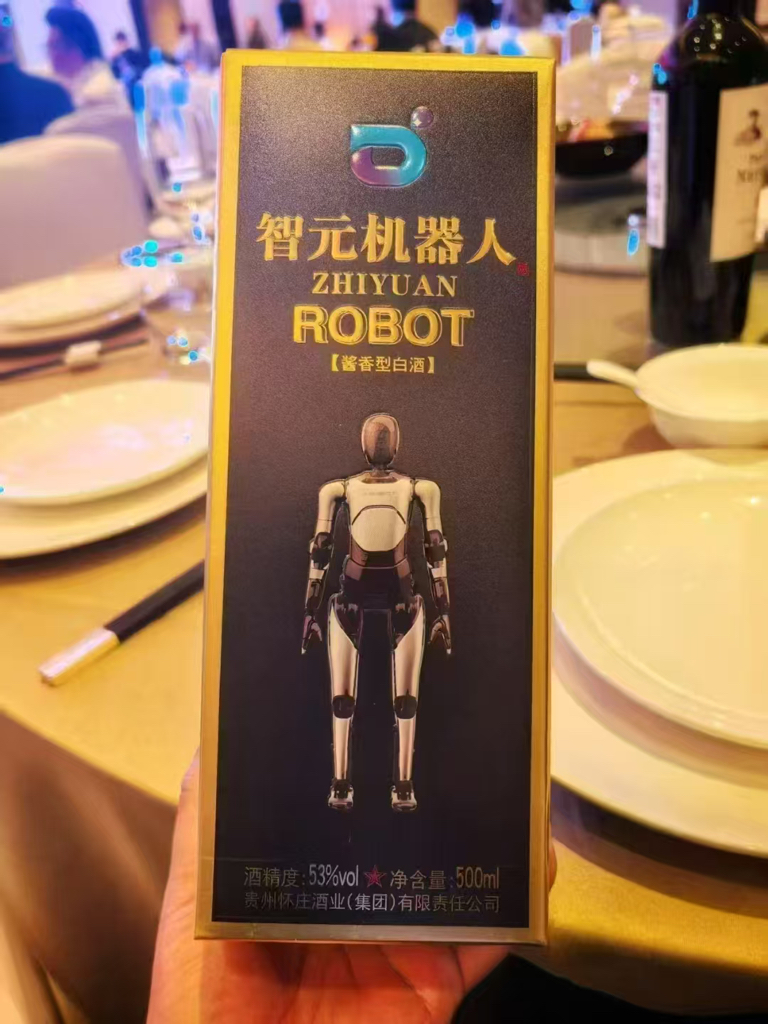 智元机器人
ZHIYUAN
ROBOT
【酱香型白酒】
酒精度:53%vol ★ 净含量:500ml
贵州怀庄酒业(集团)有限责任公司